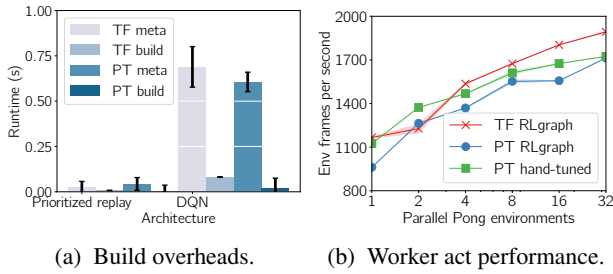 1.00
0.75
0.50
0.25
0.00
Runtime (s)
TF meta
TF build
PT meta
PT build
Prioritized replay
DQN
Architecture
(a) Build overheads.
2000
1700
1400
1100
800
Env frames per second
TF RLgraph
PT RLgraph
PT hand-tuned
1 2 4 8 16 32
Parallel Pong environments
(b) Worker act performance.